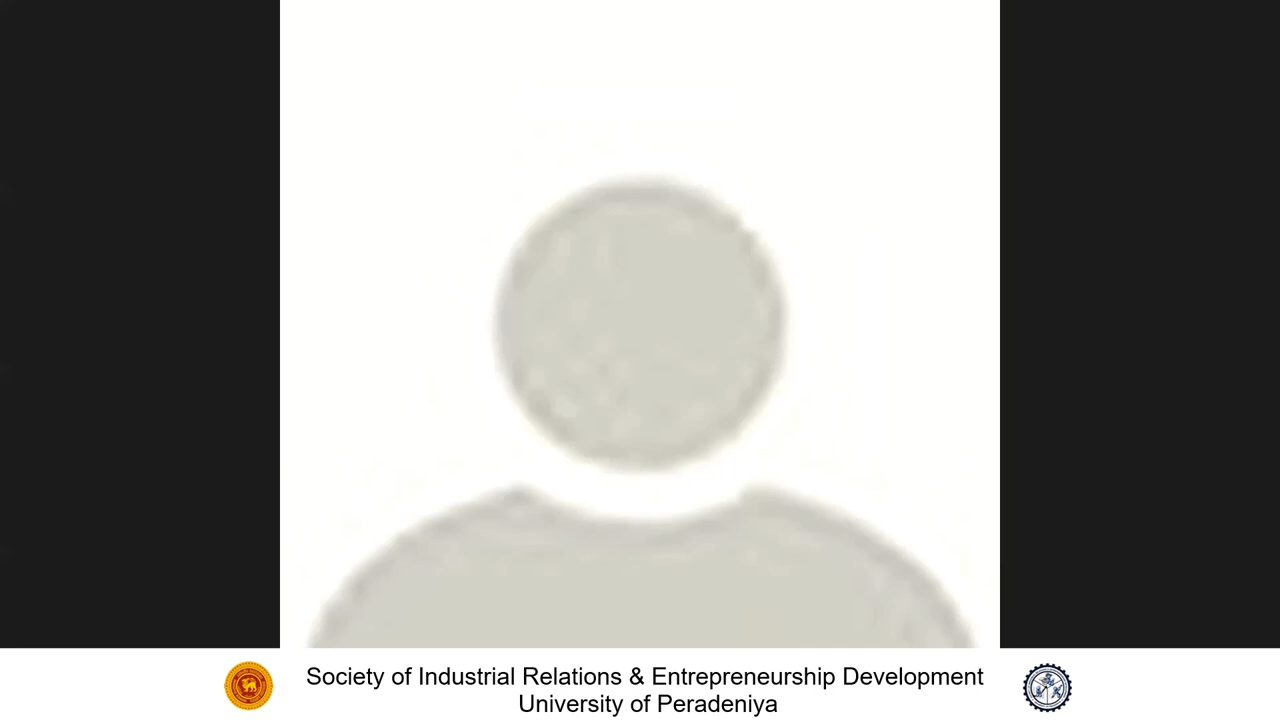 Society of Industrial Relations & Entrepreneurship Development
University of Peradeniya